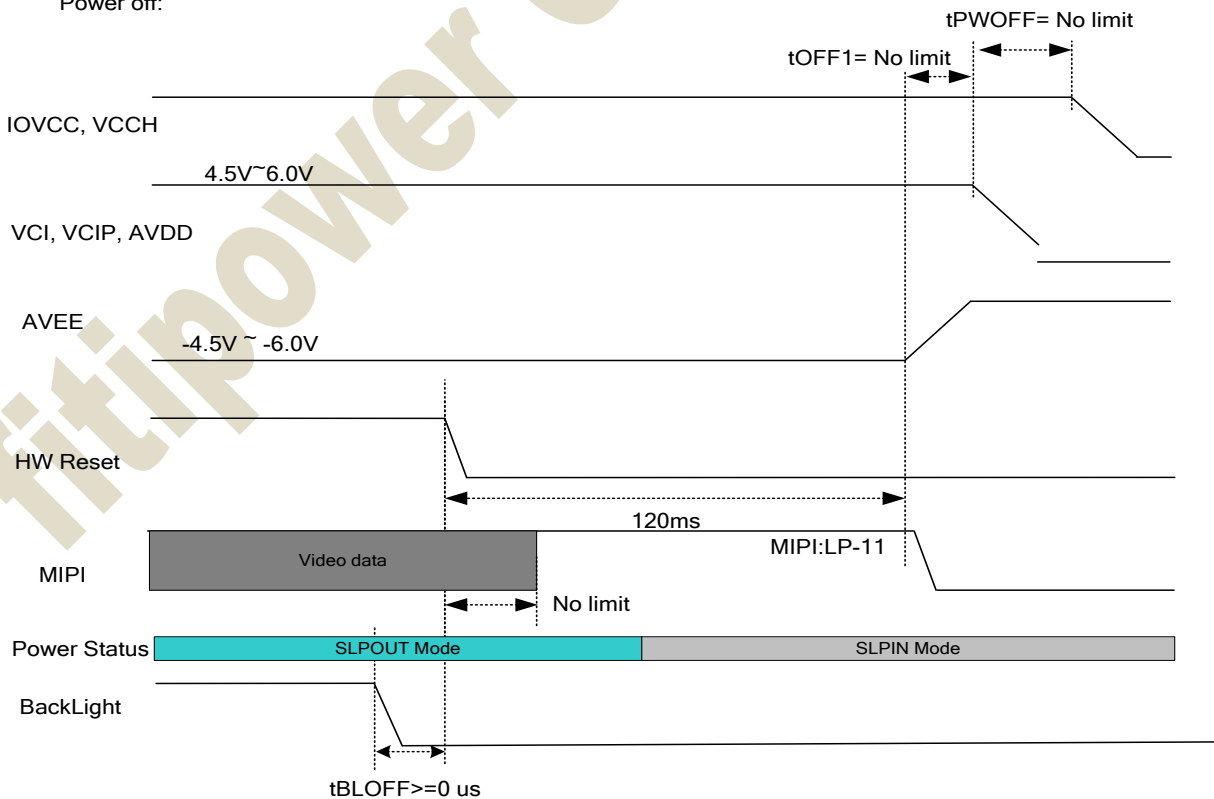 Power off:
tPWOFF= No limit
tOFF1= No limit
IOVCC, VCCH
4.5V~6.0V
VCI, VCIP, AVDD
AVEE
-4.5V ~ -6.0V
HW Reset
120ms
MIPI:LP-11
Video data
MIPI
No limit
Power Status
SLPOUT Mode
SLPIN Mode
BackLight
tBLOFF>=0 us
fitipower